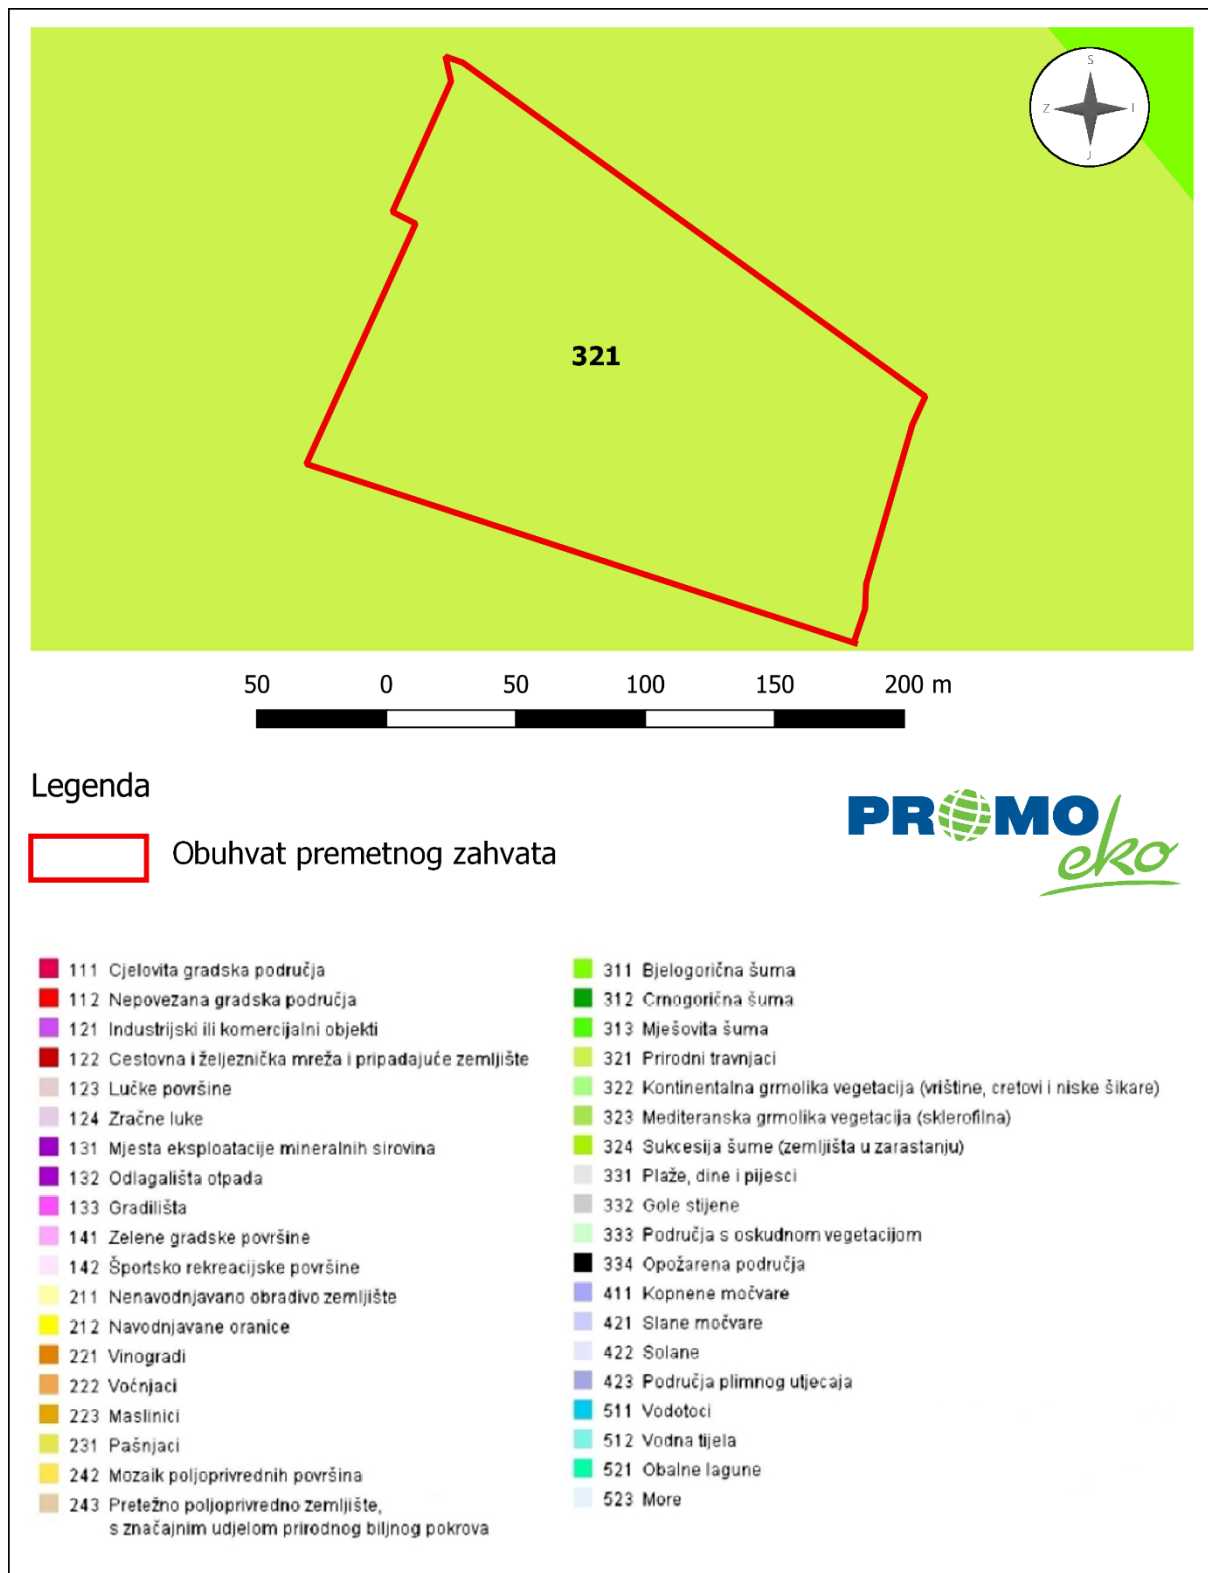 S
Z I
J
321
50 0 50 100 150 200 m
Legenda
PROMO
eko
Obuhvat premetnog zahvata
111 Cjelovita gradska područja
112 Nepovezana gradska područja
121 Industrijski ili komercijalni objekti
122 Cestovna i željeznička mreža i pripadajuće zemljište
123 Lučke površine
124 Zračne luke
131 Mjesta eksploatacije mineralnih sirovina
132 Odlagališta otpada
133 Gradilišta
141 Zelene gradske površine
142 Športsko rekreacijske površine
211 Nenavodnjavano obradivo zemljište
212 Navodnjavane oranice
221 Vinogradi
222 Voćnjaci
223 Maslinici
231 Pašnjaci
242 Mozaik poljoprivrednih površina
243 Pretežno poljoprivredno zemljište,
s značajnim udjelom prirodnog biljnog pokrova
311 Bjelogorična šuma
312 Crnogorična šuma
313 Mješovita šuma
321 Prirodni travnjaci
322 Kontinentalna grmolika vegetacija (vrištine, cretovi i niske šikare)
323 Mediteranska grmolika vegetacija (sklerofilna)
324 Sukcesija šume (zemljišta u zarastanju)
331 Plaže, dine i pijesci
332 Gole stijene
333 Područja s oskudnom vegetacijom
334 Opožarena područja
411 Kopnene močvare
421 Slane močvare
422 Solane
423 Područja plimnog utjecaja
511 Vodotoci
512 Vodna tijela
521 Obalne lagune
523 More